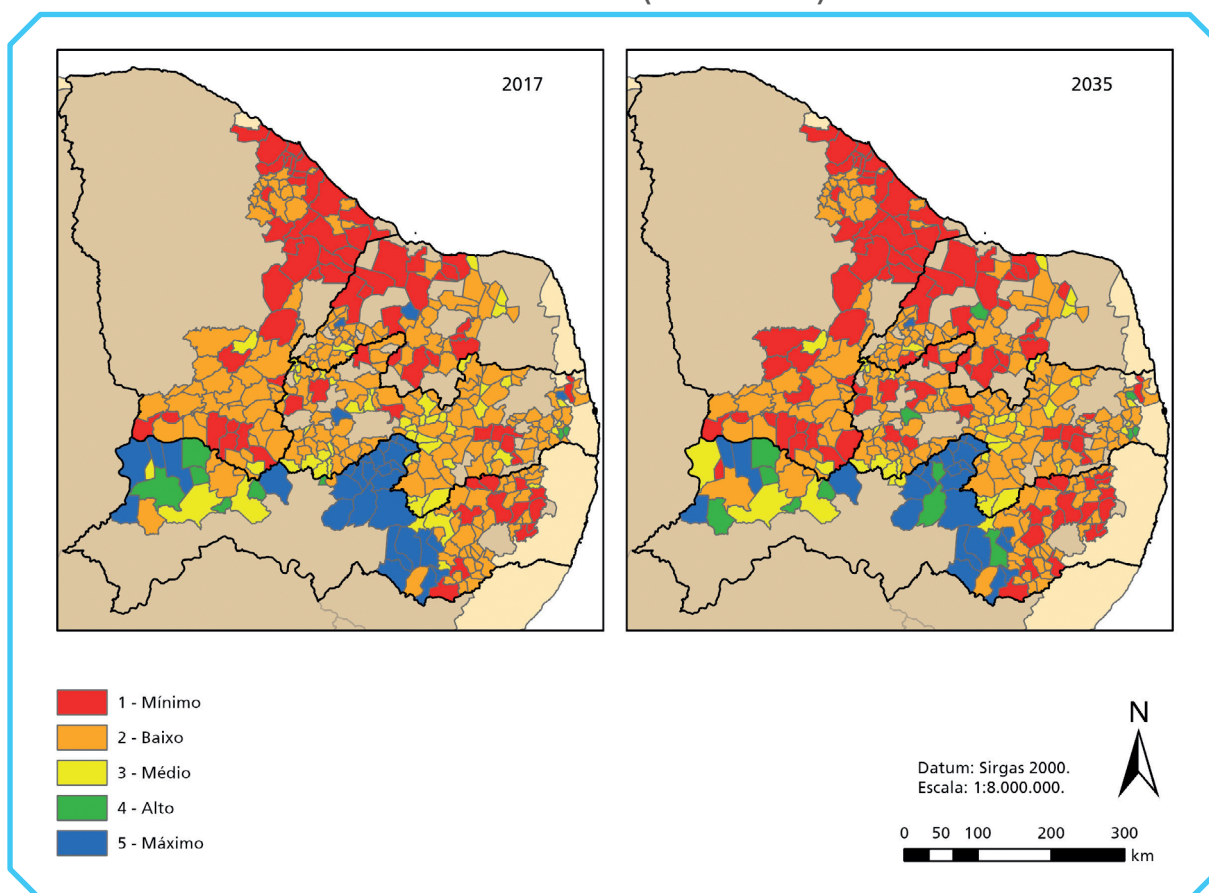 2017
2035
1 - Mínimo
2 - Baixo
3 - Médio
4 - Alto
5 - Máximo
N
Datum: Sirgas 2000.
Escala: 1:8.000.000.
0 50 100 200 300
km